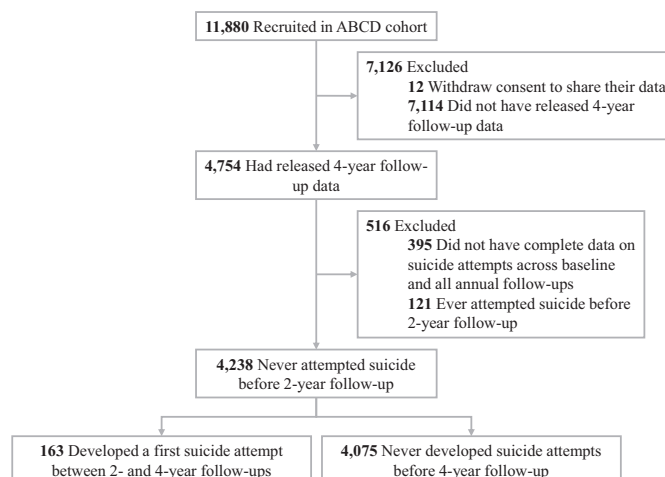 11,880 Recruited in ABCD cohort
7,126 Excluded
12 Withdraw consent to share their data
7,114 Did not have released 4-year
follow-up data
4,754 Had released 4-year follow-
up data
516 Excluded
395 Did not have complete data on
suicide attempts across baseline
and all annual follow-ups
121 Ever attempted suicide before
2-year follow-up
4,238 Never attempted suicide
before 2-year follow-up
163 Developed a first suicide attempt
between 2- and 4-year follow-ups
4,075 Never developed suicide attempts
before 4-year follow-up